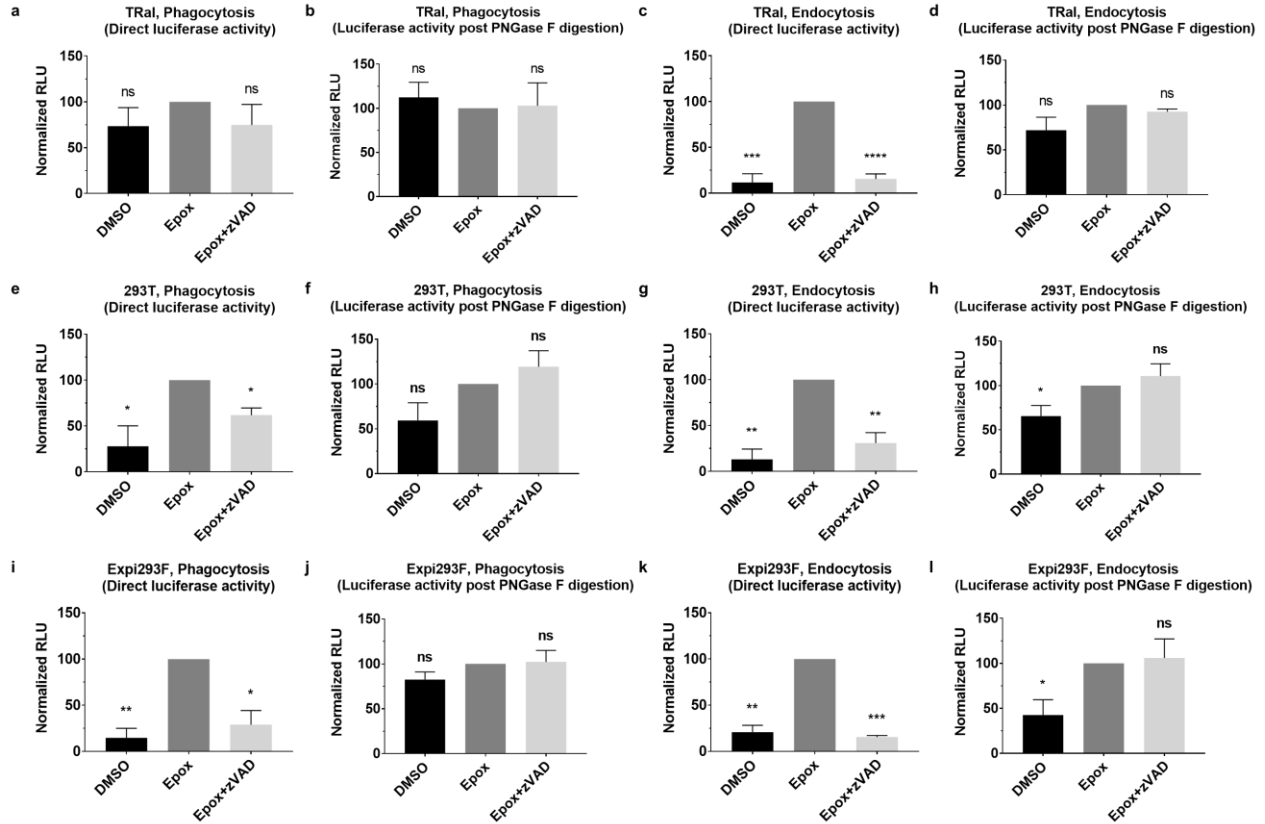 a
TRaI, Phagocytosis
(Direct luciferase activity)
Normalized RLU
150
100
50
0
ns
ns
DMSO
Epox
Epox+zVAD
b
TRaI, Phagocytosis
(Luciferase activity post PNGase F digestion)
Normalized RLU
150
100
50
0
ns
ns
DMSO
Epox
Epox+zVAD
c
TRaI, Endocytosis
(Direct luciferase activity)
Normalized RLU
150
100
50
0
***
****
DMSO
Epox
Epox+zVAD
d
TRaI, Endocytosis
(Luciferase activity post PNGase F digestion)
Normalized RLU
150
100
50
0
ns
ns
DMSO
Epox
Epox+zVAD
e
293T, Phagocytosis
(Direct luciferase activity)
Normalized RLU
150
100
50
0
*
*
DMSO
Epox
Epox+zVAD
f
293T, Phagocytosis
(Luciferase activity post PNGase F digestion)
Normalized RLU
150
100
50
0
ns
ns
DMSO
Epox
Epox+zVAD
g
293T, Endocytosis
(Direct luciferase activity)
Normalized RLU
150
100
50
0
**
**
DMSO
Epox
Epox+zVAD
h
293T, Endocytosis
(Luciferase activity post PNGase F digestion)
Normalized RLU
150
100
50
0
*
ns
DMSO
Epox
Epox+zVAD
i
Expi293F, Phagocytosis
(Direct luciferase activity)
Normalized RLU
150
100
50
0
**
*
DMSO
Epox
Epox+zVAD
j
Expi293F, Phagocytosis
(Luciferase activity post PNGase F digestion)
Normalized RLU
150
100
50
0
ns
ns
DMSO
Epox
Epox+zVAD
k
Expi293F, Endocytosis
(Direct luciferase activity)
Normalized RLU
150
100
50
0
**
***
DMSO
Epox
Epox+zVAD
l
Expi293F, Endocytosis
(Luciferase activity post PNGase F digestion)
Normalized RLU
150
100
50
0
*
ns
DMSO
Epox
Epox+zVAD